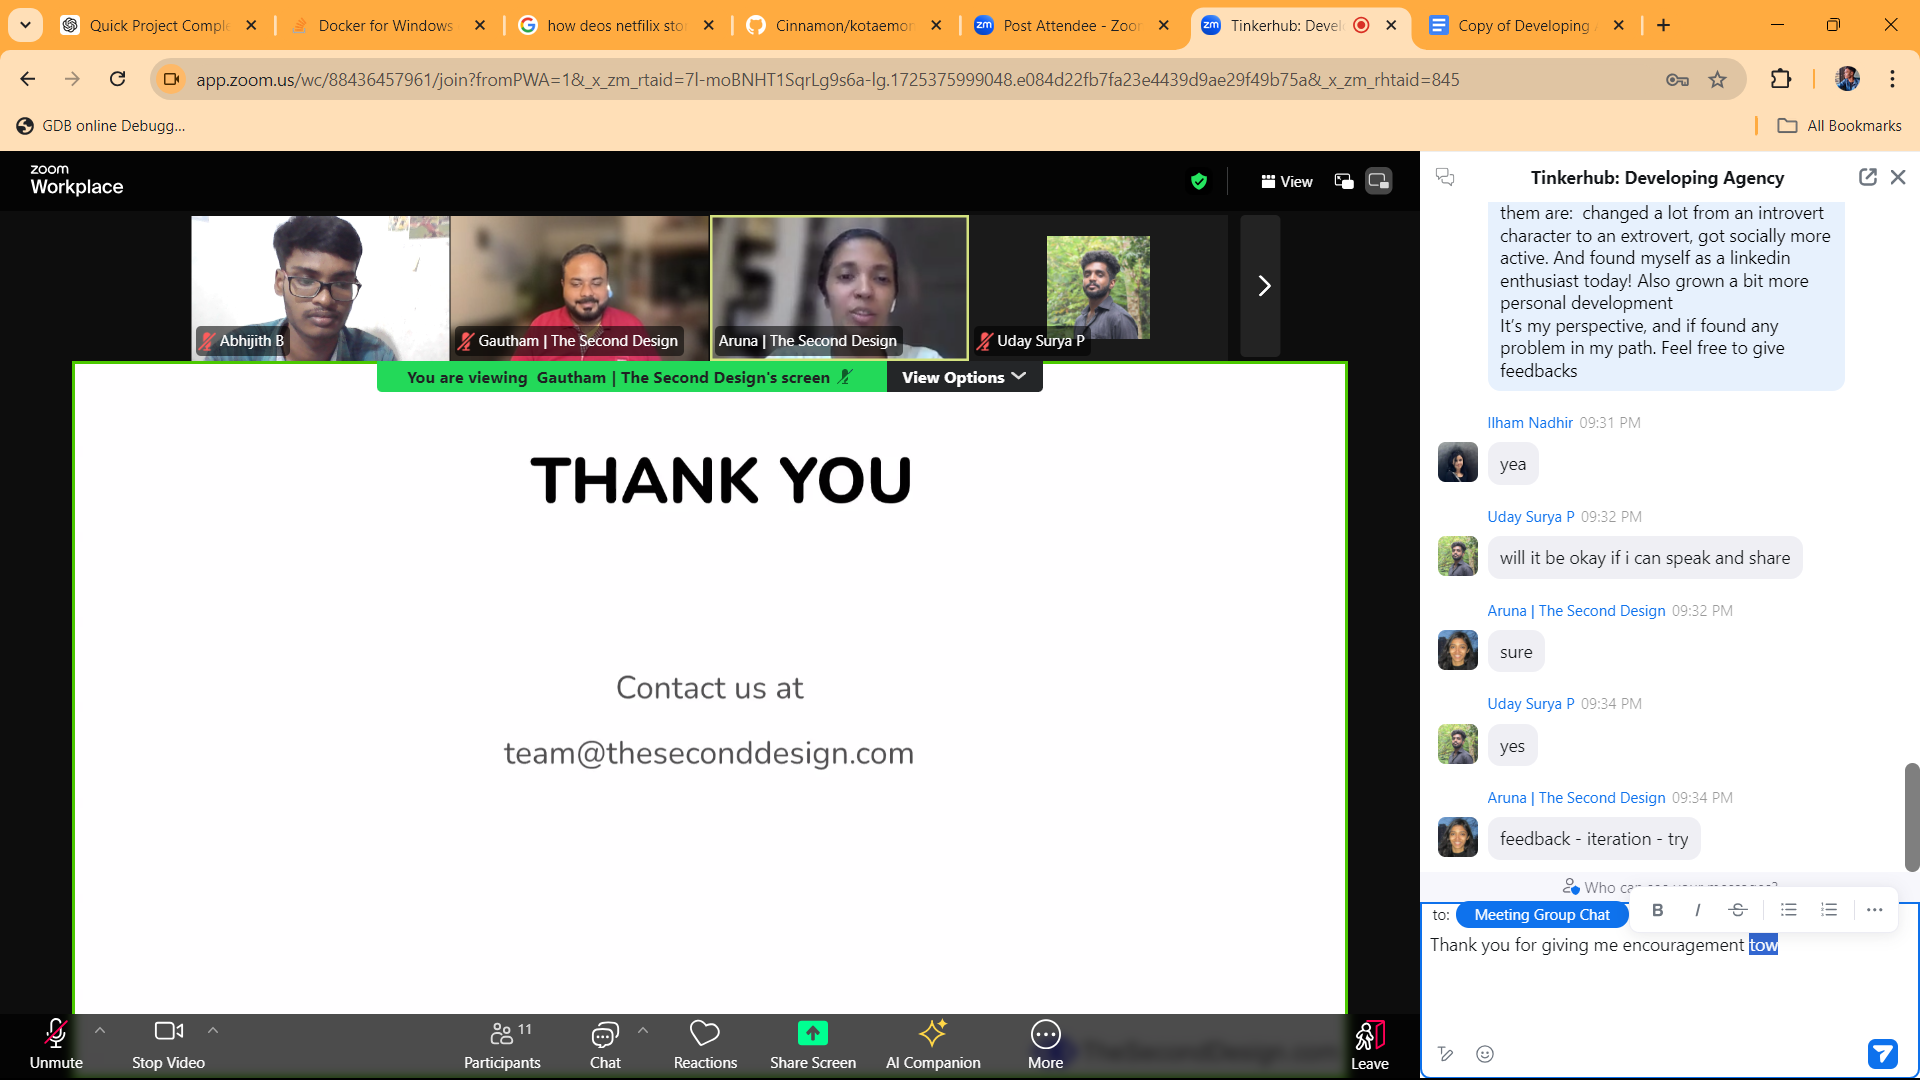 Quick Project Comple
Docker for Windows
how deos netfilix sto
Cinnamon/kotaemon
Post Attendee - Zoom
Tinkerhub: Devel
Copy of Developing
app.zoom.us/wc/88436457961/join?fromPWA=1&_x_zm_rtaid=7l-moBNHT1SqrLg9s6a-lg.1725375999048.e084d22fb7fa23e4439d9ae29f49b75a&_x_zm_rhtaid=845
GDB online Debugg...
All Bookmarks
zoom
Workplace
View
Abhijith B
Gautham | The Second Design
Aruna | The Second Design
Uday Surya P
You are viewing Gautham | The Second Design's screen
View Options
THANK YOU
Contact us at
team@theseconddesign.com
TheSecondDesign.com
Unmute
Stop Video
Participants
11
Chat
Reactions
Share Screen
AI Companion
More
Leave
Tinkerhub: Developing Agency
them are: changed a lot from an introvert
character to an extrovert, got socially more
active. And found myself as a linkedin
enthusiast today! Also grown a bit more
personal development
It's my perspective, and if found any
problem in my path. Feel free to give
feedbacks
Ilham Nadhir 09:31 PM
yea
Uday Surya P 09:32 PM
will it be okay if i can speak and share
Aruna | The Second Design 09:32 PM
sure
Uday Surya P 09:34 PM
yes
Aruna | The Second Design 09:34 PM
feedback - iteration - try
Who can see your messages?
to: Meeting Group Chat
B I S
Thank you for giving me encouragement tow